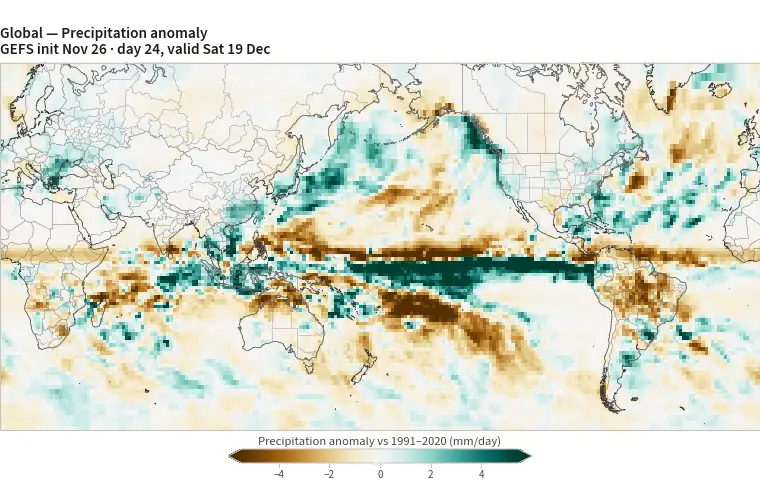 Global — Precipitation anomaly
GEFS init Nov 26 · day 24, valid Sat 19 Dec
Precipitation anomaly vs 1991–2020 (mm/day)
−4 −2 0 2 4